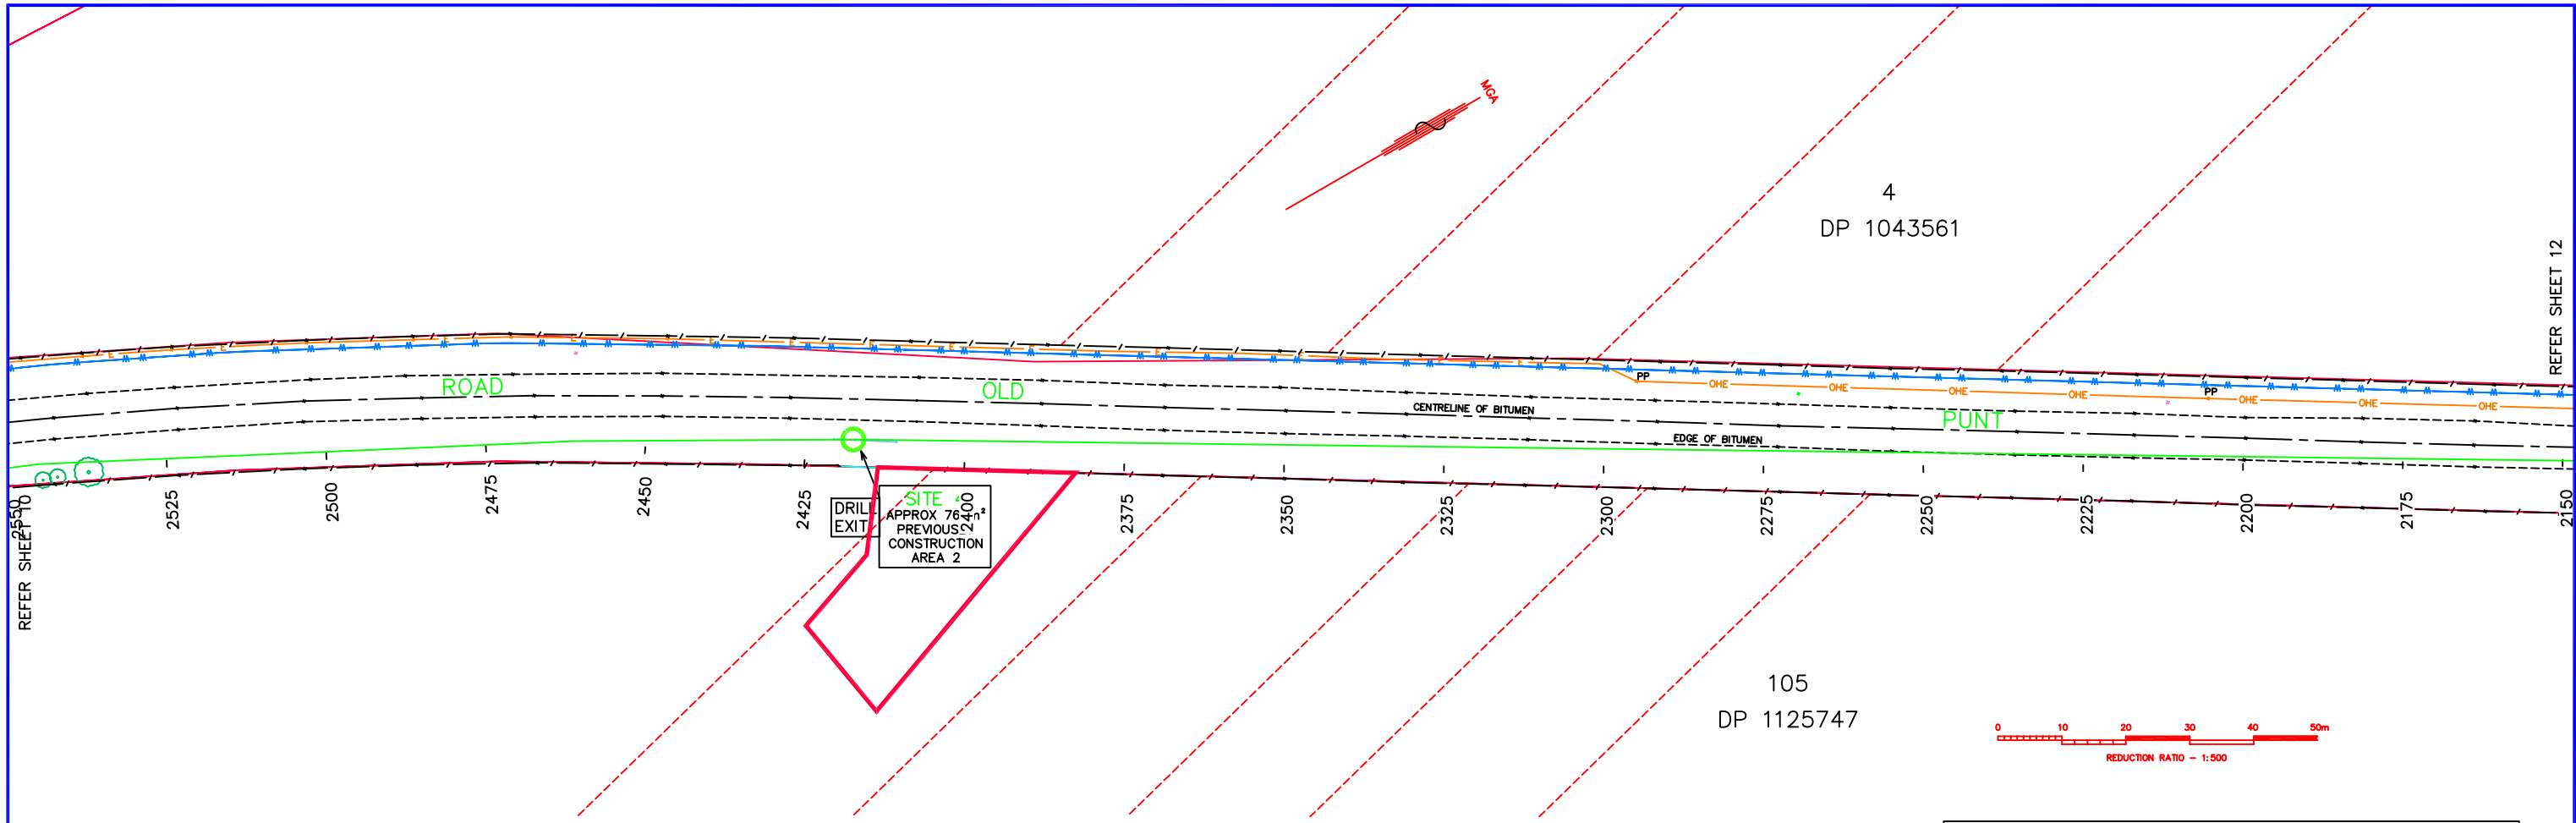 MGA
4
DP 1043561
REFER SHEET 12
ROAD
OLD
PUNT
E E E E E E E E E E E E
PP
OHE OHE OHE OHE OHE OHE OHE
PP
CENTRELINE OF BITUMEN
EDGE OF BITUMEN
2550
2525
2500
2475
2450
2425
2400
2375
2350
2325
2300
2275
2250
2225
2200
2175
2150
REFER SHEET 10
DRILL
EXIT
SITE
APPROX
PREVIOUS
CONSTRUCTION
AREA 2
105
DP 1125747
0 10 20 30 40 50m
REDUCTION RATIO – 1:500